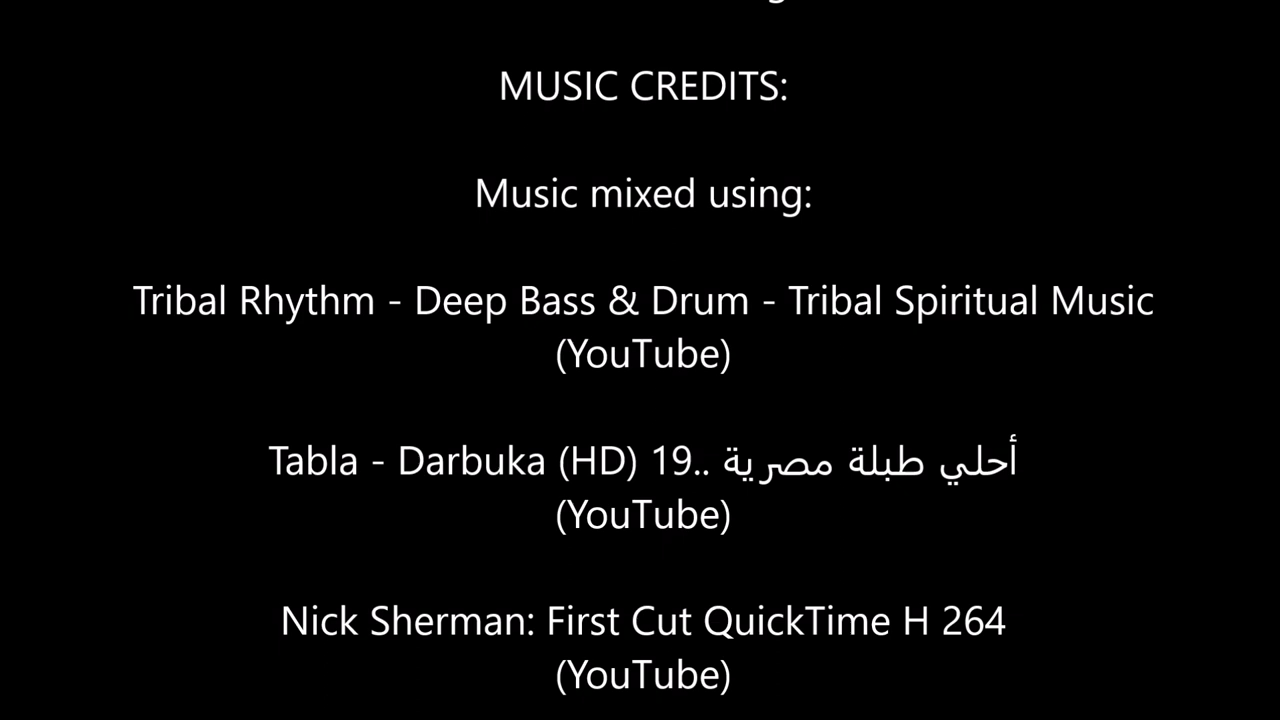 MUSIC CREDITS:
Music mixed using:
Tribal Rhythm - Deep Bass & Drum - Tribal Spiritual Music
(YouTube)
Tabla - Darbuka (HD) 19.. أحلي طبلة مصرية
(YouTube)
Nick Sherman: First Cut QuickTime H 264
(YouTube)